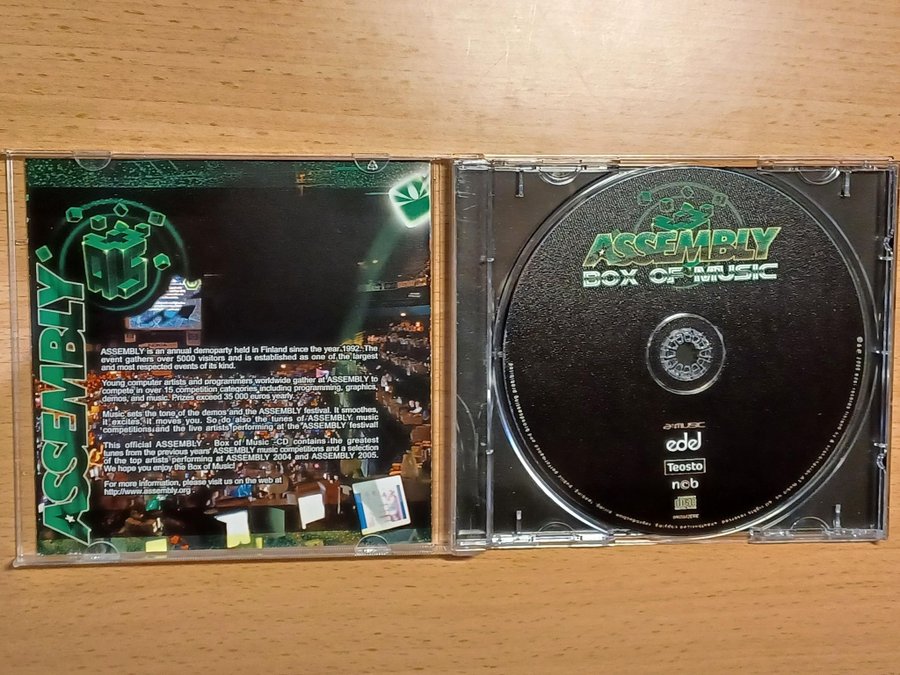 ASSEMBLY
ASSEMBLY is an annual demoparty held in Finland since the year 1992. The
event gathers over 5000 visitors and is established as one of the largest
and most respected events of its kind.
Young computer artists and programmers worldwide gather at ASSEMBLY to
compete in over 15 competition categories including programming, graphics,
demos, and music. Prizes exceed 35 000 euros yearly.
Music sets the tone of the demos and the ASSEMBLY festival. It smoothes,
it excites, it moves you. So do also the tunes of ASSEMBLY music
competitions and the live artists performing at the ASSEMBLY festival!
This official ASSEMBLY - Box of Music -CD contains the greatest
tunes from the previous years' ASSEMBLY music competitions and a selection
of the top artists performing at ASSEMBLY 2004 and ASSEMBLY 2005.
We hope you enjoy the Box of Music!
For more information, please visit us on the web at
http://www.assembly.org .
ASSEMBLY
BOX OF MUSIC
edel
Teosto
n©b